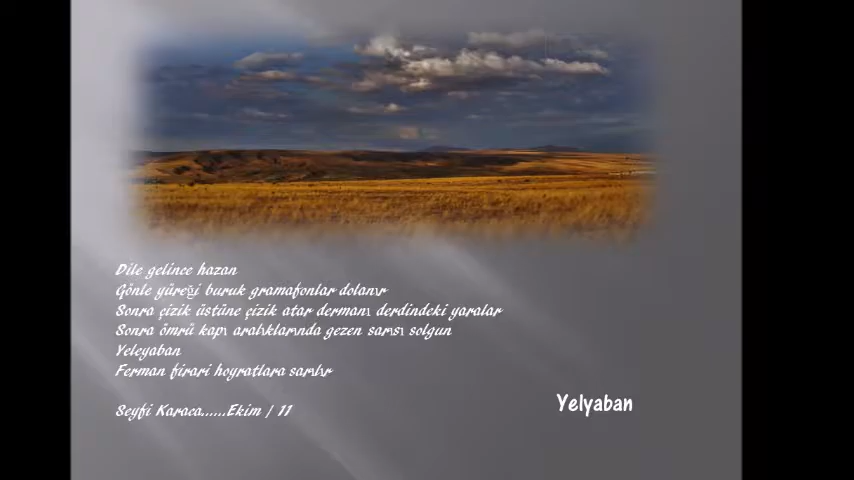 Dile gelince hazan
Gönle yüreği buruk gramafonlar dolanır
Sonra çizik üstüne çizik atar dermanı derdindeki yaralar
Sonra ömrü kapı aralıklarında gezen sarısı solgun
Yeleyaban
Ferman firari hoyratlara sarılır
Seyfi Karaca......Ekim / 11
Yelyaban